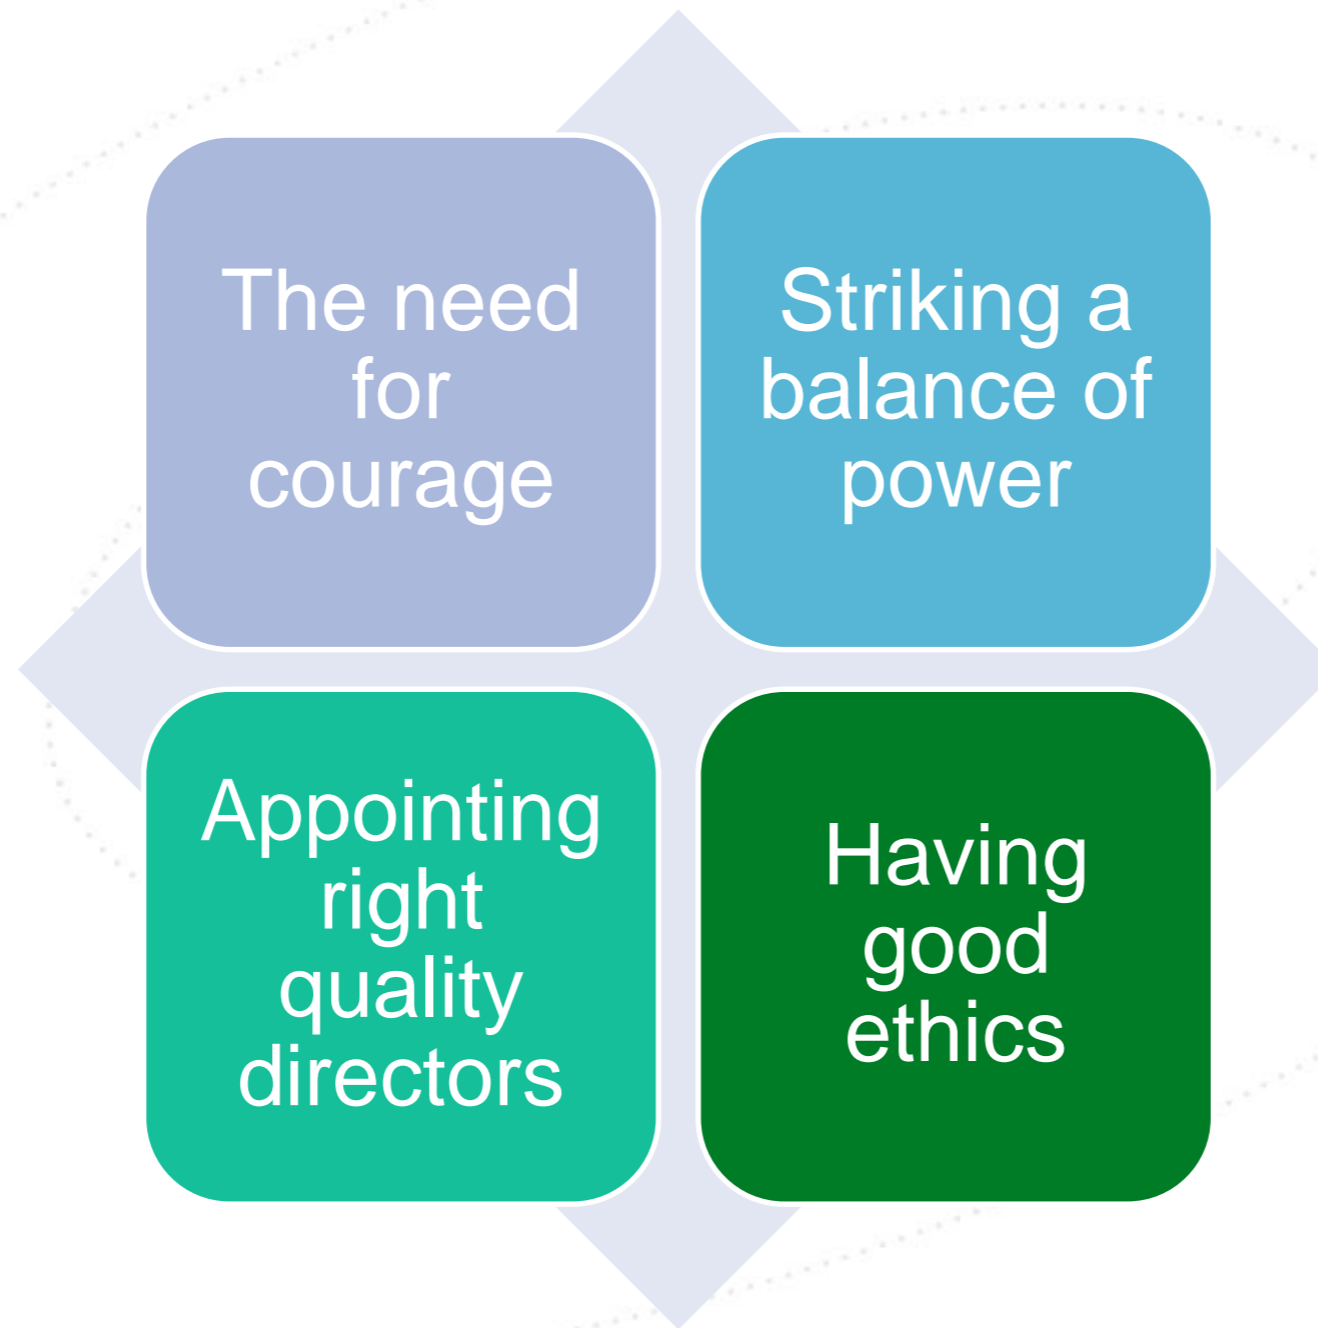 The need
for
courage
Striking a
balance of
power
Appointing
right
quality
directors
Having
good
ethics